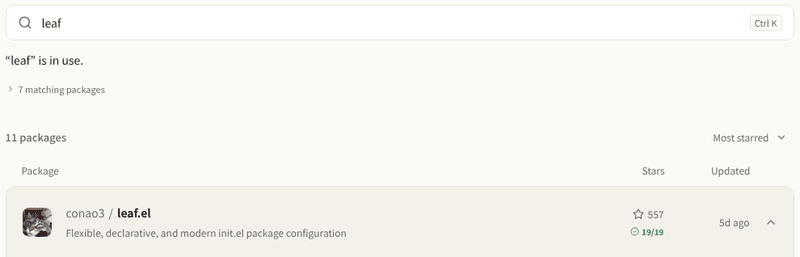 leaf
Ctrl K
“leaf” is in use.
7 matching packages
11 packages
Most starred
Package
Stars
Updated
conao3 / leaf.el
557
5d ago
Flexible, declarative, and modern init.el package configuration
19/19